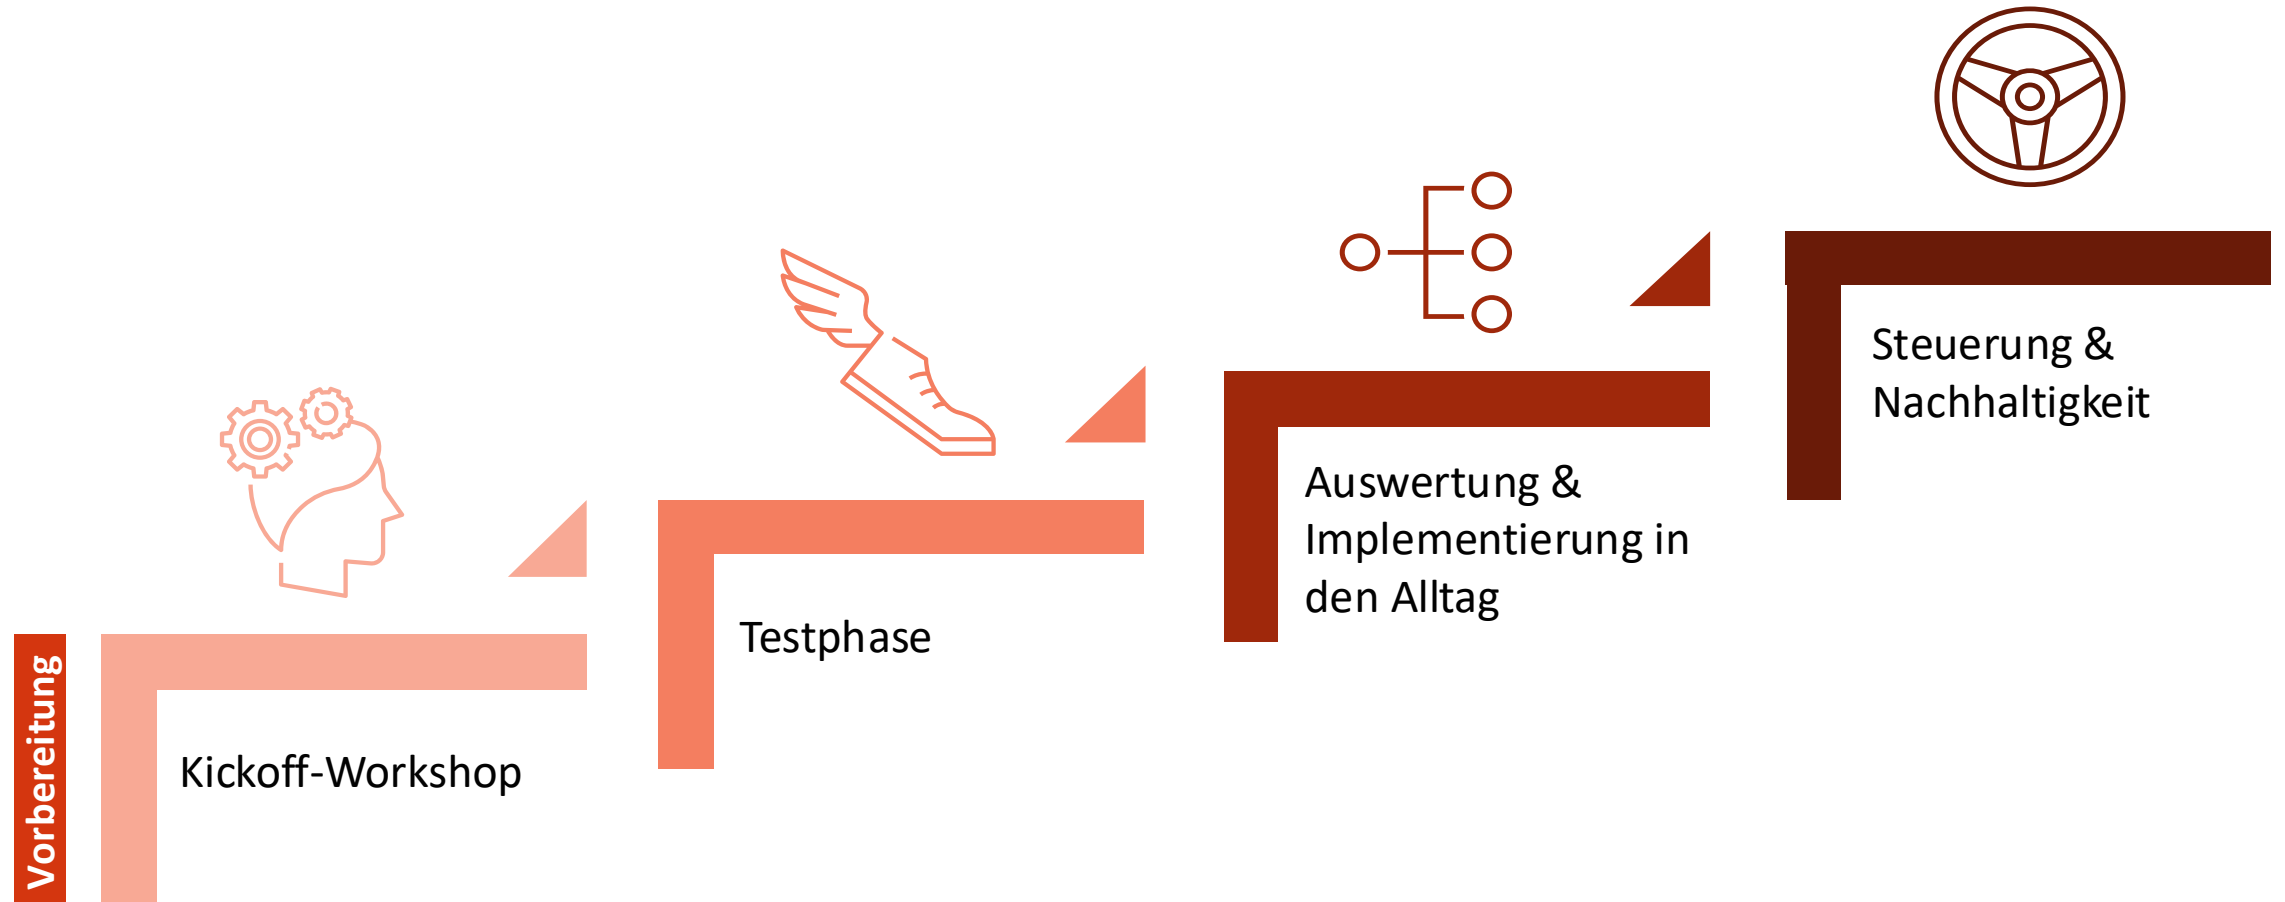 Vorbereitung
Kickoff-Workshop
Testphase
Auswertung &
Implementierung in
den Alltag
Steuerung &
Nachhaltigkeit